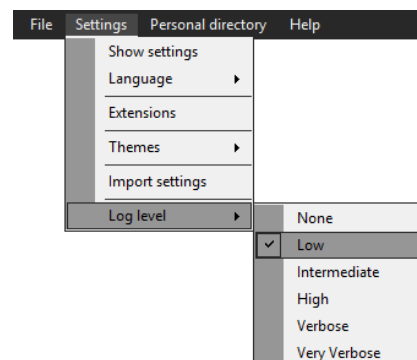 File Settings Personal directory Help
Show settings
Language
Extensions
Themes
Import settings
Log level
None
Low
Intermediate
High
Verbose
Very Verbose